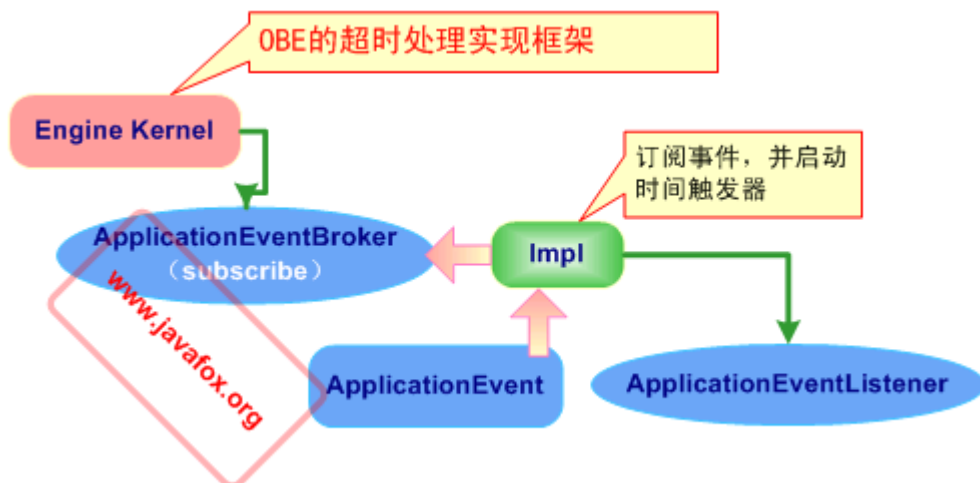 OBE的超时处理实现框架
Engine Kernel
订阅事件，并启动
时间触发器
ApplicationEventBroker
（subscribe）
Impl
www.javafox.org
ApplicationEvent
ApplicationEventListener